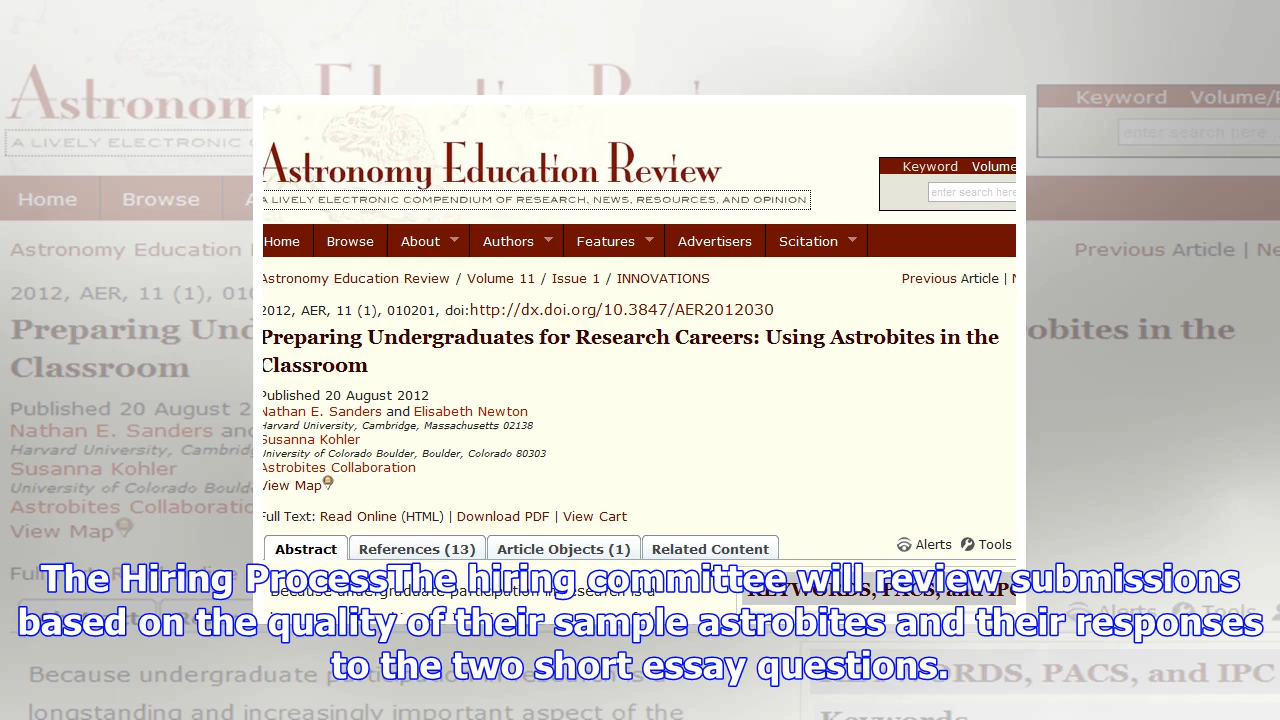 Astronomy Education Review
A LIVELY ELECTRONIC COMPENDIUM OF RESEARCH, NEWS, RESOURCES, AND OPINION
Keyword Volume
enter search here
Home Browse About Authors Features Advertisers Scitation
Astronomy Education Review / Volume 11 / Issue 1 / INNOVATIONS
Previous Article |
2012, AER, 11 (1), 010201, doi:http://dx.doi.org/10.3847/AER2012030
Preparing Undergraduates for Research Careers: Using Astrobites in the
Classroom
Published 20 August 2012
Nathan E. Sanders and Elisabeth Newton
Harvard University, Cambridge, Massachusetts 02138
Susanna Kohler
University of Colorado Boulder, Boulder, Colorado 80303
Astrobites Collaboration
View Map
Full Text: Read Online (HTML) | Download PDF | View Cart
Abstract References (13) Article Objects (1) Related Content
Alerts Tools
Because undergraduate participation in research is a
KEYWORDS, PACS, and IPC
The Hiring ProcessThe hiring committee will review submissions
based on the quality of their sample astrobites and their responses
to the two short essay questions.
Because undergraduate
longstanding and increasingly important aspect of the
Keywords